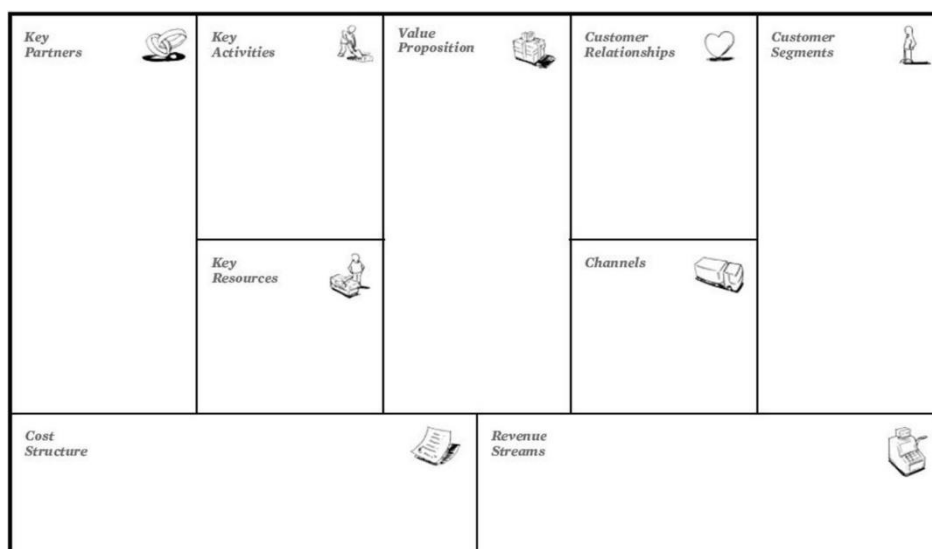 Key
Partners
Key
Activities
Value
Proposition
Customer
Relationships
Customer
Segments
Key
Resources
Channels
Cost
Structure
Revenue
Streams